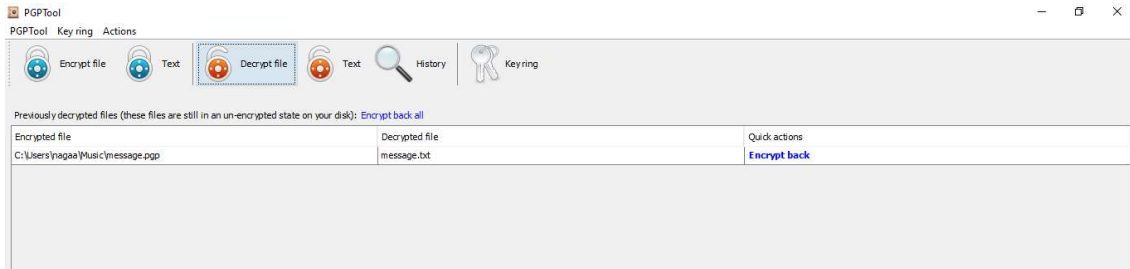 PGPTool
PGPTool Key ring Actions
Encrypt file Text Decrypt file Text History Key ring
Previously decrypted files (these files are still in an un-encrypted state on your disk): Encrypt back all
Encrypted file Decrypted file Quick actions
C:\Users\nagaa\Music\message.pgp message.txt Encrypt back